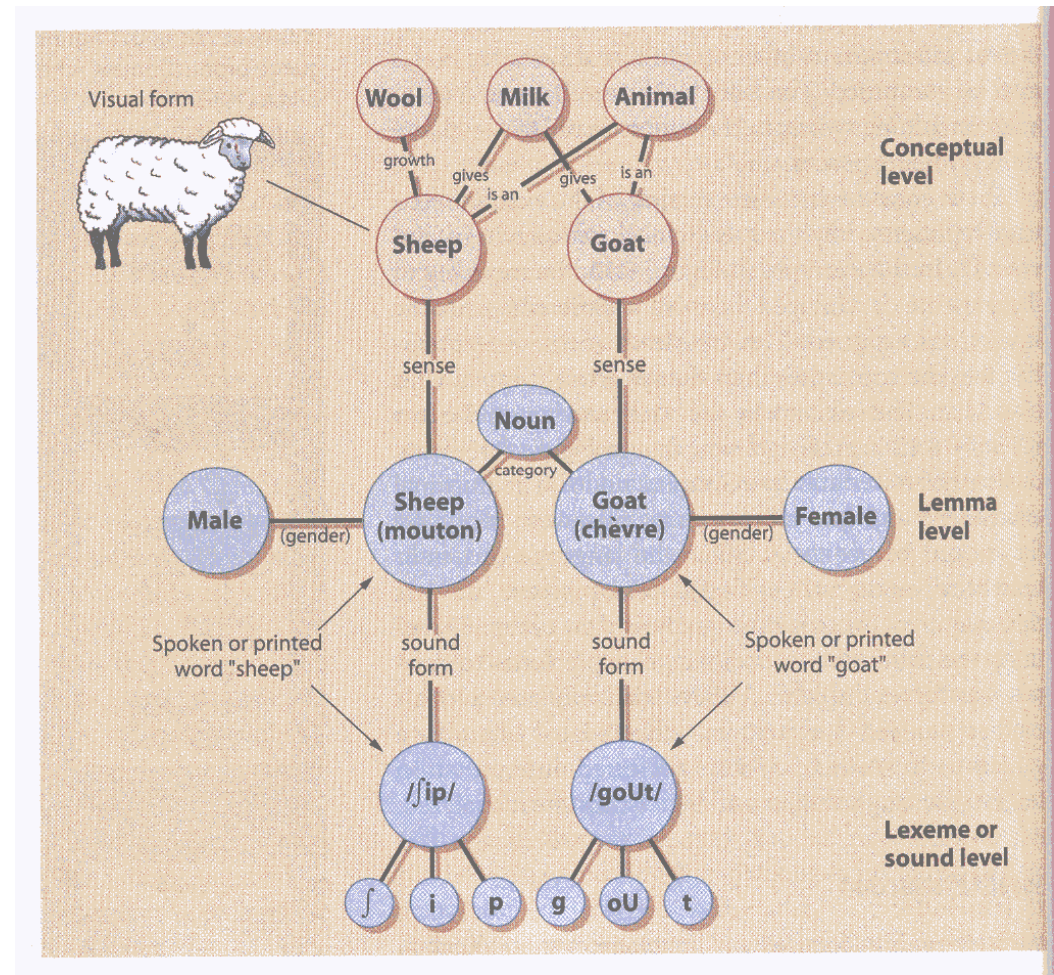 Visual form
Wool
Milk
Animal
growth
gives
is an
gives
is an
Conceptual
level
Sheep
Goat
sense
sense
Noun
category
Male
(gender)
Sheep
(mouton)
Goat
(chèvre)
(gender)
Female
Lemma
level
Spoken or printed
word "sheep"
sound
form
sound
form
Spoken or printed
word "goat"
/ʃip/
/goUt/
Lexeme or
sound level
ʃ
i
p
g
oU
t